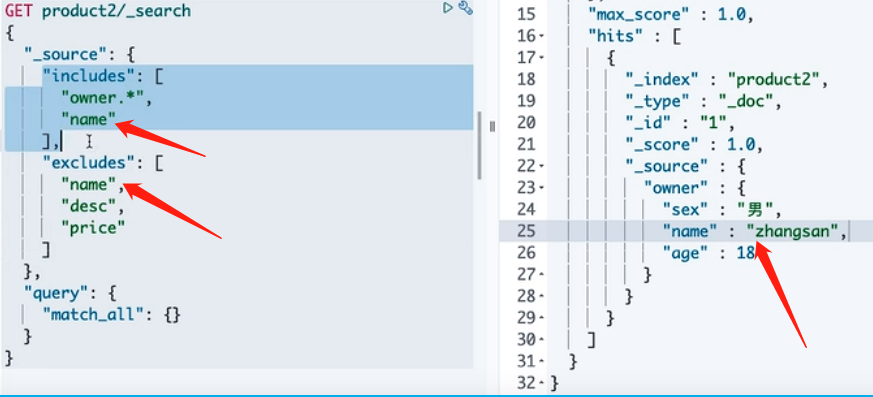 GET product2/_search
{
"_source": {
"includes": [
"owner.*",
"name"
],
"excludes": [
"name",
"desc",
"price"
]
},
"query": {
"match_all": {}
}
}
15 "max_score" : 1.0,
16 "hits" : [
17 {
18 "_index" : "product2",
19 "_type" : "_doc",
20 "_id" : "1",
21 "_score" : 1.0,
22 "_source" : {
23 "owner" : {
24 "sex" : "男",
25 "name" : "zhangsan",
26 "age" : 18
27 }
28 }
29 }
30 ]
31 }
32 }